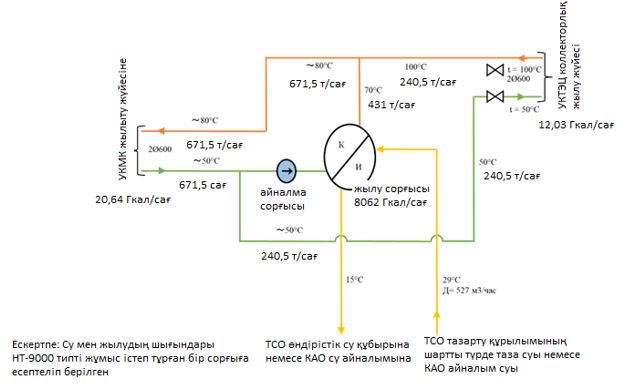 ~80°C
671,5 т/сағ
100°C
240,5 т/сағ
70°C
431 т/сағ
t = 100°C
2Ø600
t = 50°C
УКТЭЦ коллекторлық
жылу жүйесі
12,03 Гкал/сағ
УКМК жылыту жүйесіне
~80°C
2Ø600
671,5 т/сағ
~50°C
671,5 сағ
20,64 Гкал/сағ
айналма
сорғысы
К
И
жылу сорғысы
8062 Гкал/сағ
50°C
240,5 т/сағ
~50°C
240,5 т/сағ
15°C
29°C
Д= 527 м3/час
Ескертпе: Су мен жылудың шығындары
НТ-9000 типті жұмыс істеп тұрған бір сорғыға
есептеліп берілген
ТСО өндірістік су құбырына
немесе КАО су айналымына
ТСО тазарту құрылымының
шартты түрде таза суы немесе
КАО айналым суы